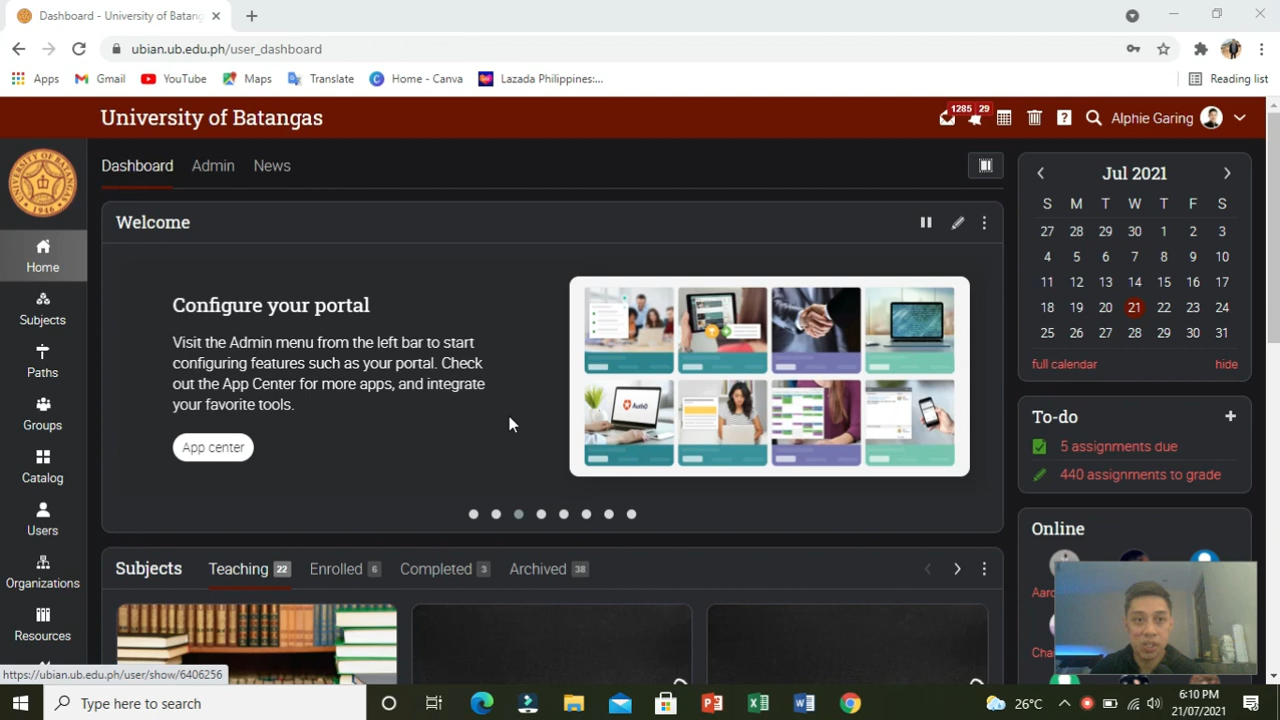 Dashboard - University of Batang
ubian.ub.edu.ph/user_dashboard
Apps
Gmail
YouTube
Maps
Translate
Home - Canva
Lazada Philippines:...
Reading list
University of Batangas
1285
29
Alphie Garing
UNIVERSITY OF BATANGAS
1946
Home
Subjects
Paths
Groups
Catalog
Users
Organizations
Resources
Dashboard
Admin
News
Welcome
Configure your portal
Visit the Admin menu from the left bar to start
configuring features such as your portal. Check
out the App Center for more apps, and integrate
your favorite tools.
App center
Auth0
Subjects
Teaching 22
Enrolled 6
Completed 3
Archived 38
Jul 2021
S M T W T F S
27 28 29 30 1 2 3
4 5 6 7 8 9 10
11 12 13 14 15 16 17
18 19 20 21 22 23 24
25 26 27 28 29 30 31
full calendar
hide
To-do
5 assignments due
440 assignments to grade
Online
Aaro
Cha
https://ubian.ub.edu.ph/user/show/6406256
Type here to search
26°C
6:10 PM
21/07/2021